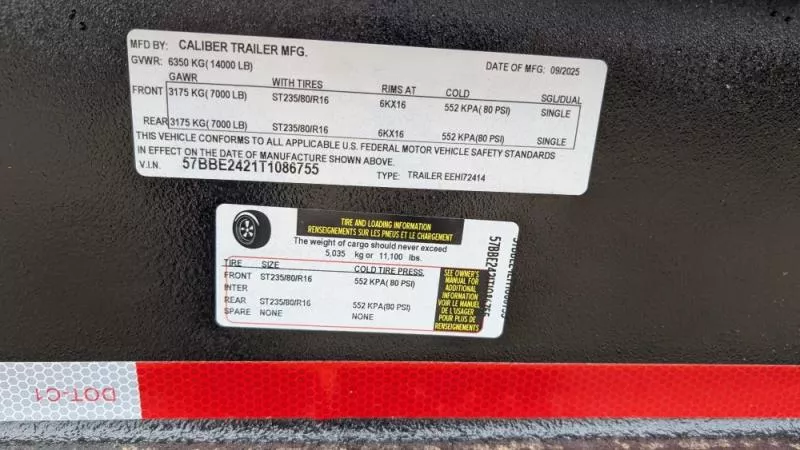 MFD BY: CALIBER TRAILER MFG.
GVWR: 6350 KG( 14000 LB) DATE OF MFG: 09/2025
GAWR WITH TIRES RIMS AT COLD SGL/DUAL
FRONT 3175 KG( 7000 LB) ST235/80/R16 6KX16 552 KPA( 80 PSI) SINGLE
REAR 3175 KG( 7000 LB) ST235/80/R16 6KX16 552 KPA( 80 PSI) SINGLE
THIS VEHICLE CONFORMS TO ALL APPLICABLE U.S. FEDERAL MOTOR VEHICLE SAFETY STANDARDS
IN EFFECT ON THE DATE OF MANUFACTURE SHOWN ABOVE.
V.I.N. 57BBE2421T1086755 TYPE: TRAILER EEHI72414
TIRE AND LOADING INFORMATION
RENSEIGNEMENTS SUR LES PNEUS ET LE CHARGEMENT
The weight of cargo should never exceed
5,035 kg or 11,100 lbs.
TIRE SIZE COLD TIRE PRESS.
FRONT ST235/80/R16 552 KPA( 80 PSI)
INTER
REAR ST235/80/R16 552 KPA( 80 PSI)
SPARE NONE NONE
SEE OWNER'S
MANUAL FOR
ADDITIONAL
INFORMATION
VOIR LE MANUEL
DE L'USAGER
POUR PLUS DE
RENSEIGNEMENTS
57BBE2421T1086755
DOT-C1